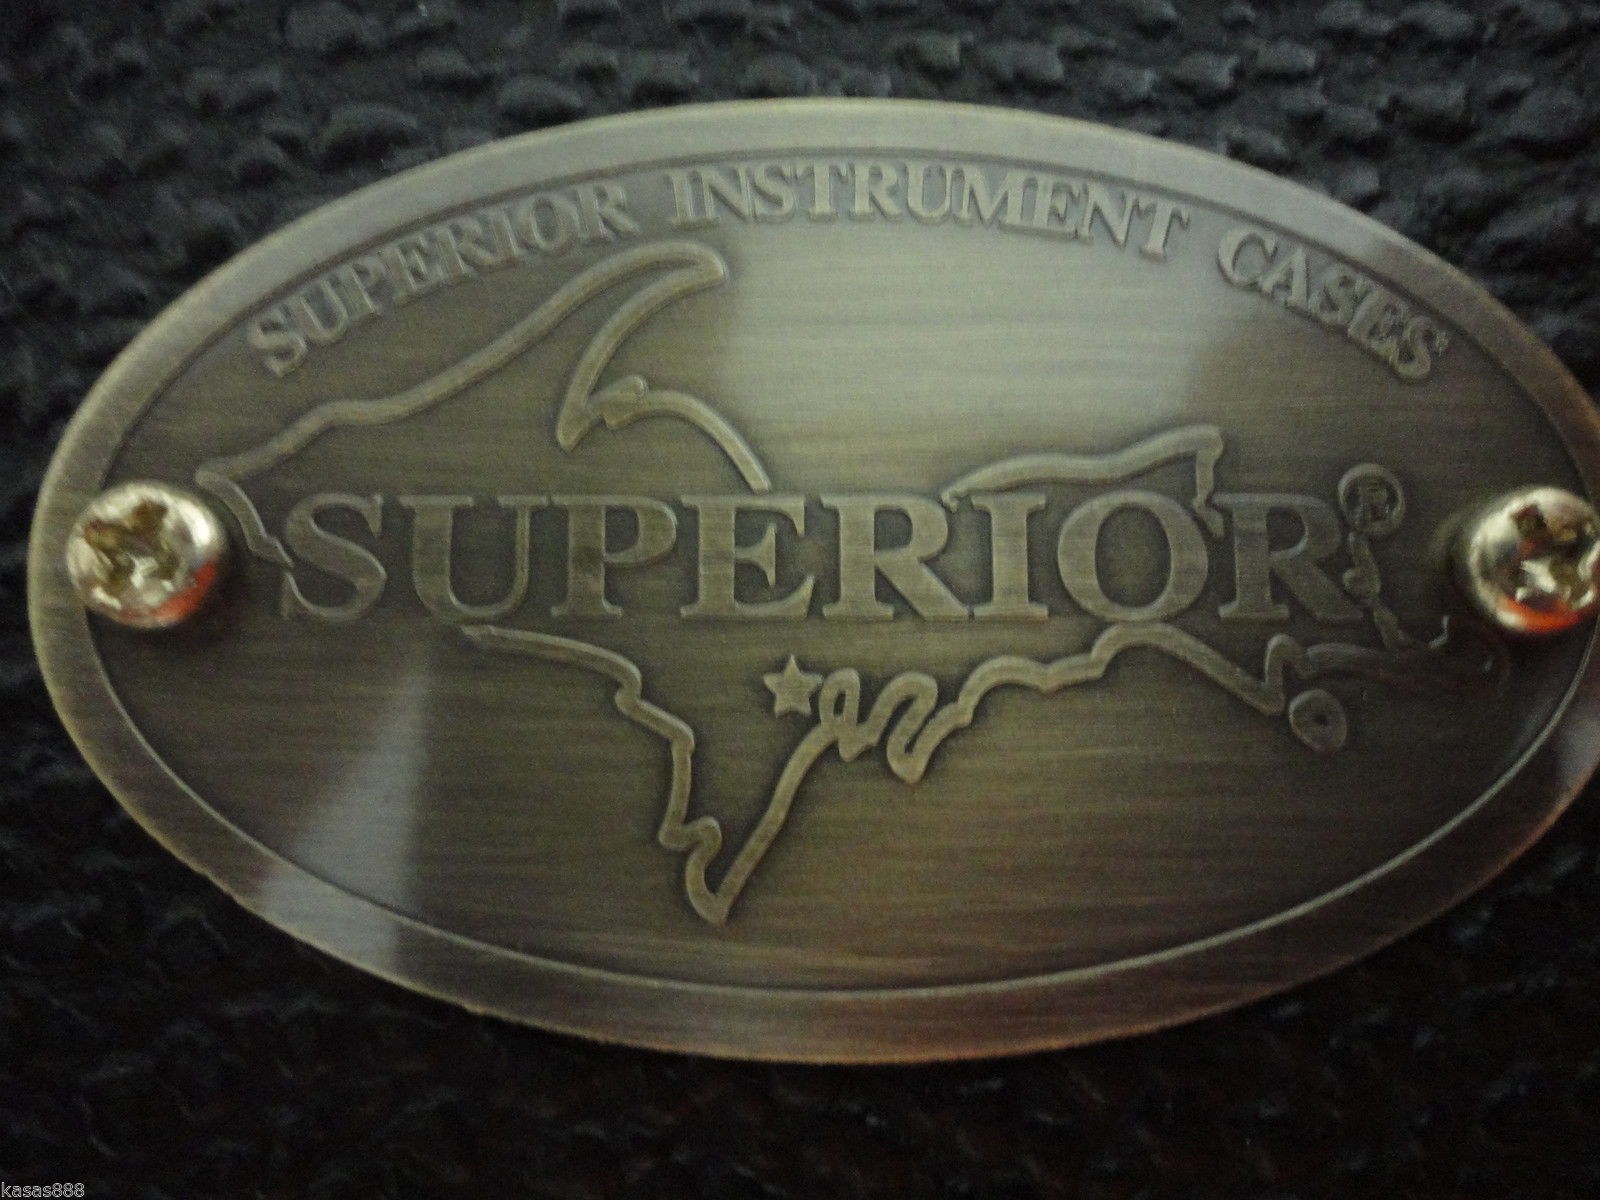 SUPERIOR INSTRUMENT CASES
SUPERIOR®
kasas888